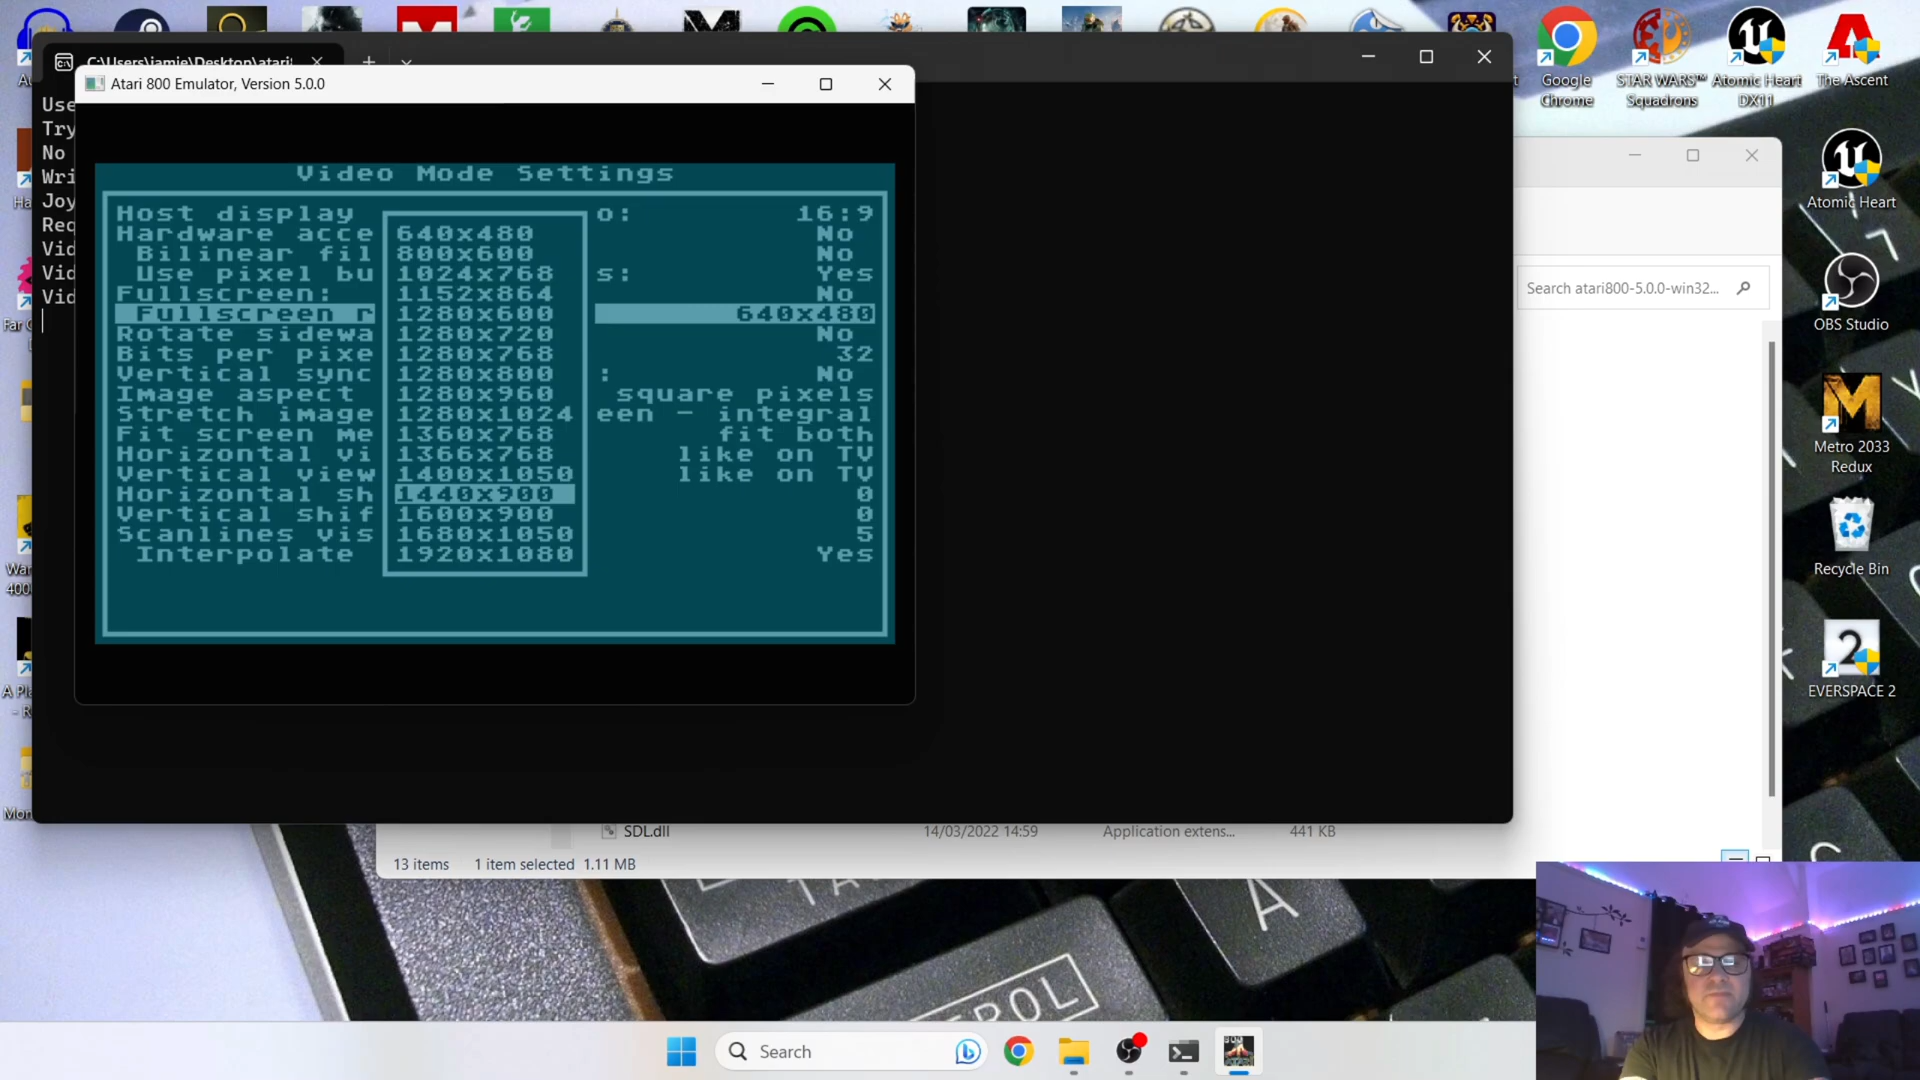 C:\Users\jamie\Desktop\atari
Atari 800 Emulator, Version 5.0.0
Use
Try
No
Wri
Joy
Rec
Vid
Vid
Vid
Video Mode Settings
Host display o: 16:9
Hardware acce No
Bilinear fil No
Use pixel bu s: Yes
Fullscreen: No
Fullscreen r 640x480
Rotate sidewa No
Bits per pixe 32
Vertical sync : No
Image aspect square pixels
Stretch image een - integral
Fit screen me fit both
Horizontal vi like on TV
Vertical view like on TV
Horizontal sh 0
Vertical shif 0
Scanlines vis 5
Interpolate Yes
640x480
800x600
1024x768
1152x864
1280x600
1280x720
1280x768
1280x800
1280x960
1280x1024
1360x768
1366x768
1400x1050
1440x900
1600x900
1680x1050
1920x1080
Search atari800-5.0.0-win32...
SDL.dll 14/03/2022 14:59 Application extens... 441 KB
13 items 1 item selected 1.11 MB
Google
Chrome
STAR WARS™
Squadrons
Atomic Heart
DX11
The Ascent
Atomic Heart
OBS Studio
Metro 2033
Redux
Recycle Bin
EVERSPACE 2
Far C
War
400
A Pla
- R
Mon
A
Search